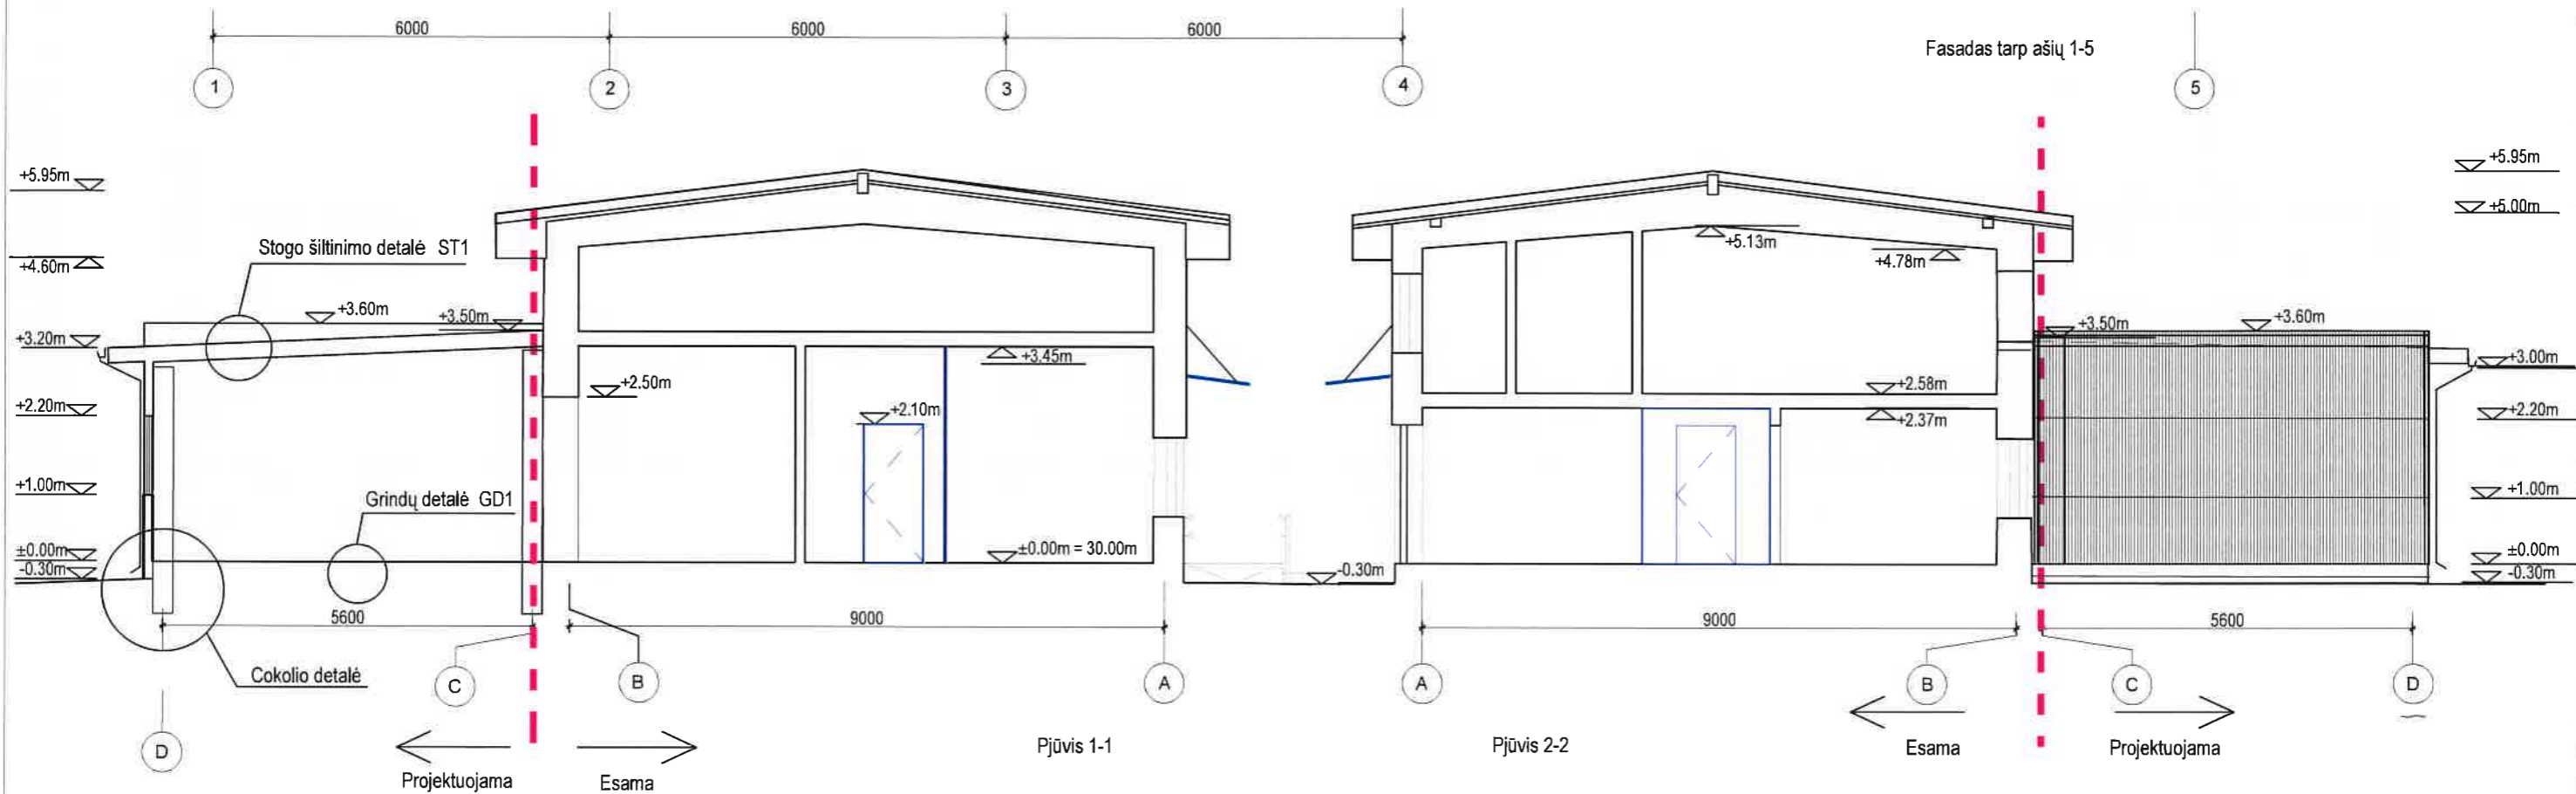 6000
6000
6000
Fasadas tarp ašių 1-5
1
2
3
4
5
+5.95m
+4.60m
+3.20m
+2.20m
+1.00m
±0.00m
-0.30m
Stogo šiltinimo detalė ST1
+3.60m
+3.50m
Grindų detalė GD1
+2.50m
+2.10m
+3.45m
±0.00m = 30.00m
-0.30m
+5.13m
+4.78m
+2.58m
+2.37m
+3.50m
+3.60m
+5.95m
+5.00m
+3.00m
+2.20m
+1.00m
±0.00m
-0.30m
5600
9000
9000
5600
Cokolio detalė
C
B
A
A
B
C
D
D
Projektuojama
Esama
Pjūvis 1-1
Pjūvis 2-2
Esama
Projektuojama